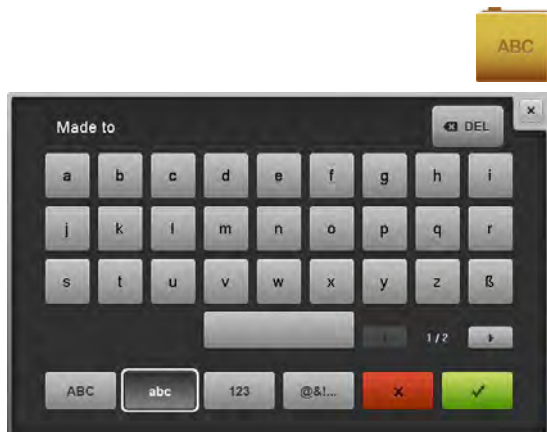 ABC
Made to
DEL
a b c d e f g h i
j k l m n o p q r
s t u v w x y z ß
1/2
ABC abc 123 @&!...